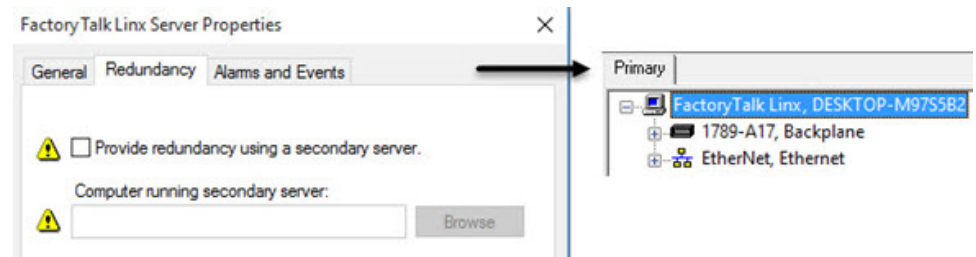 FactoryTalk Linx Server Properties
General Redundancy Alarms and Events
Provide redundancy using a secondary server.
Computer running secondary server:
Browse
Primary
FactoryTalk Linx, DESKTOP-M97S5B2
1789-A17, Backplane
EtherNet, Ethernet